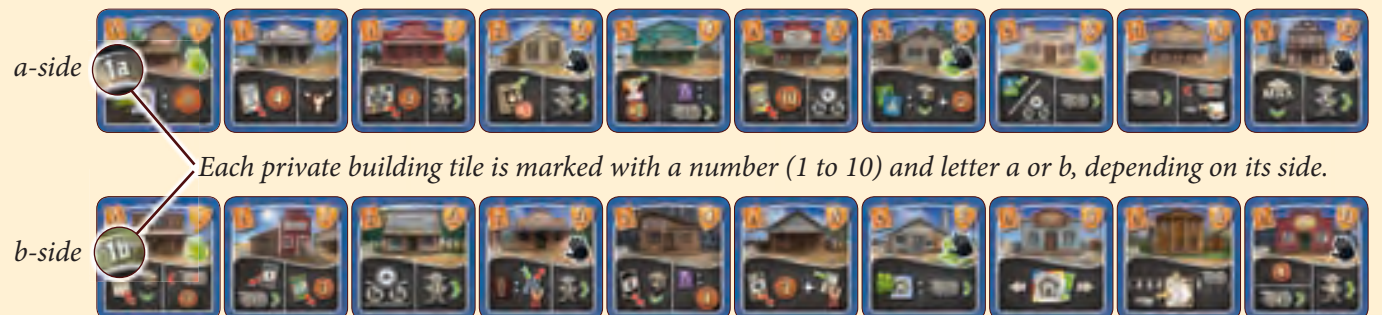 a-side
1a
Each private building tile is marked with a number (1 to 10) and letter a or b, depending on its side.
b-side
1b